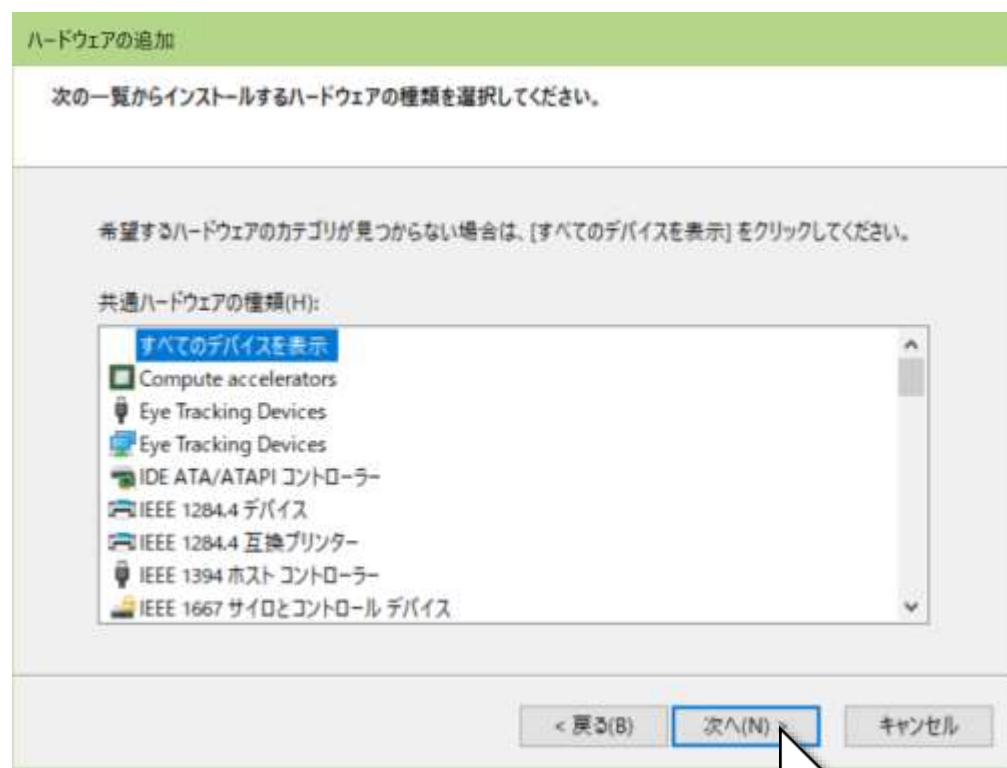 ハードウェアの追加
次の一覧からインストールするハードウェアの種類を選択してください。
希望するハードウェアのカテゴリが見つからない場合は、[すべてのデバイスを表示] をクリックしてください。
共通ハードウェアの種類(H):
すべてのデバイスを表示
Compute accelerators
Eye Tracking Devices
Eye Tracking Devices
IDE ATA/ATAPI コントローラー
IEEE 1284.4 デバイス
IEEE 1284.4 互換プリンター
IEEE 1394 ホスト コントローラー
IEEE 1667 サイロとコントロール デバイス
< 戻る(B) 次へ(N) > キャンセル